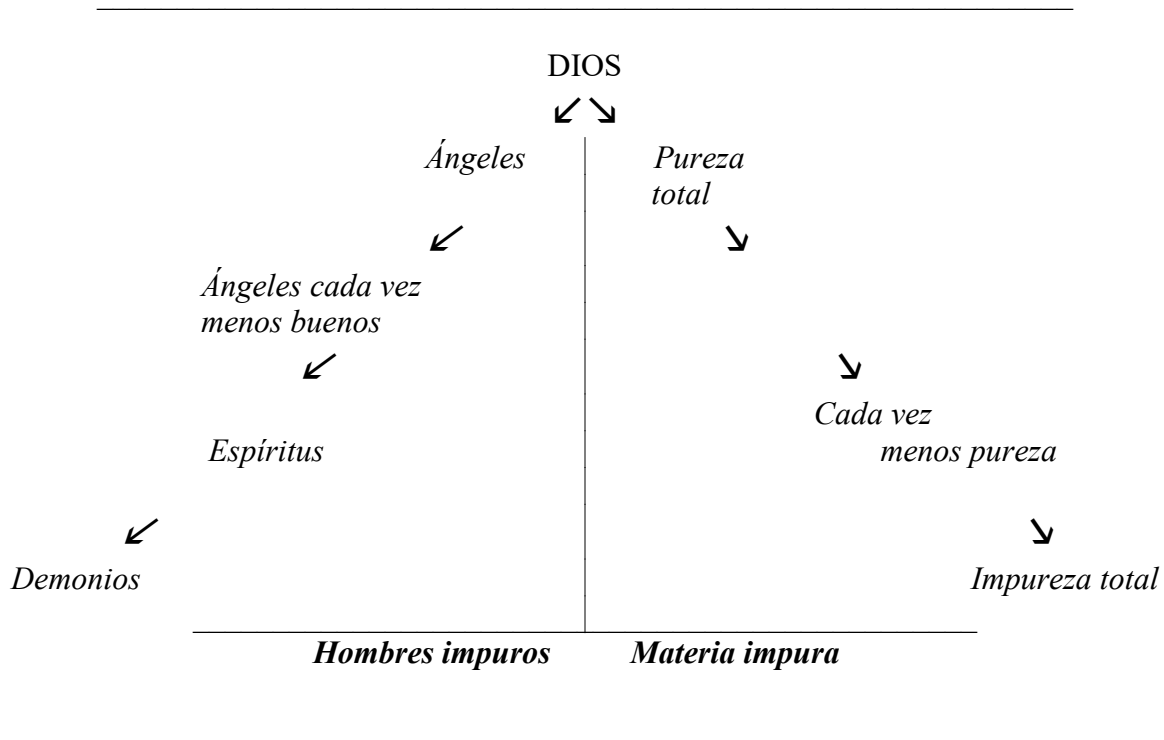 DIOS
Ángeles
Pureza
total
Ángeles cada vez
menos buenos
Cada vez
menos pureza
Espíritus
Demonios
Impureza total
Hombres impuros
Materia impura